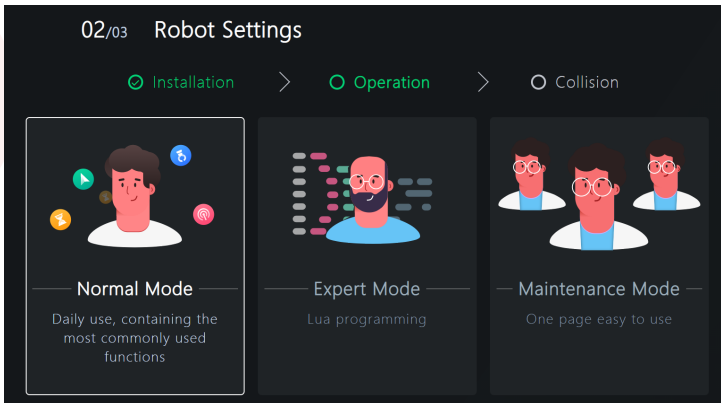 02/03 Robot Settings
Installation > Operation > Collision
Normal Mode
Daily use, containing the
most commonly used
functions
Expert Mode
Lua programming
Maintenance Mode
One page easy to use